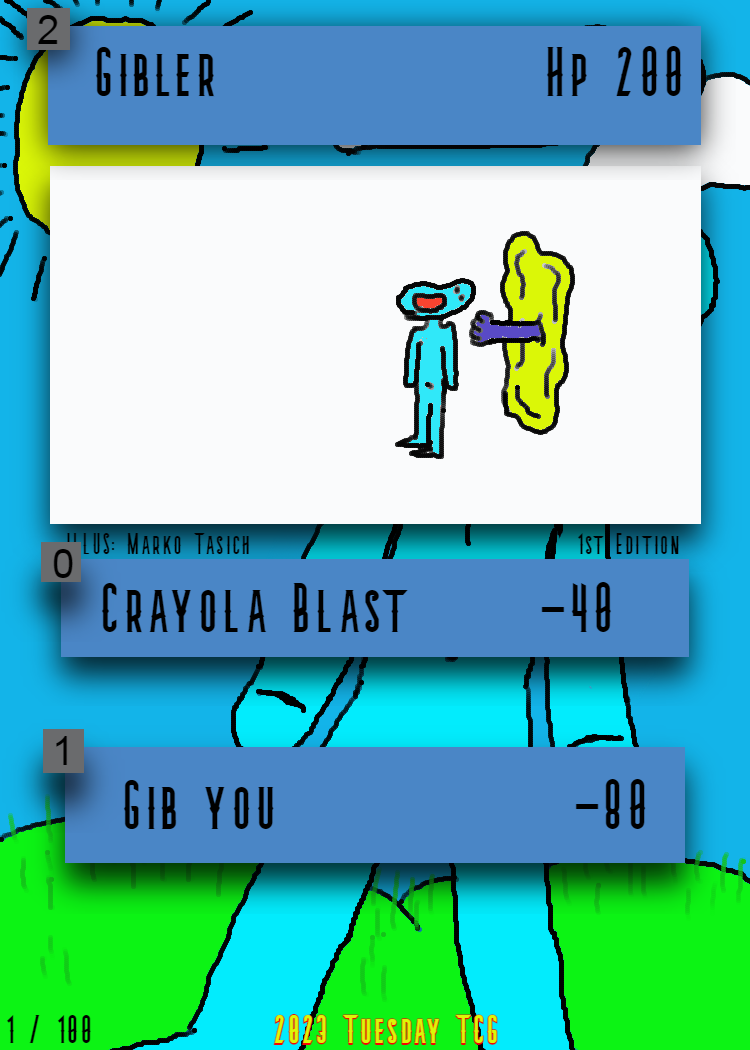 2
Gibler Hp 200
Illus: Marko Tasich 1st Edition
0
Crayola Blast -40
1
Gib you -80
1 / 100 2023 Tuesday TCG